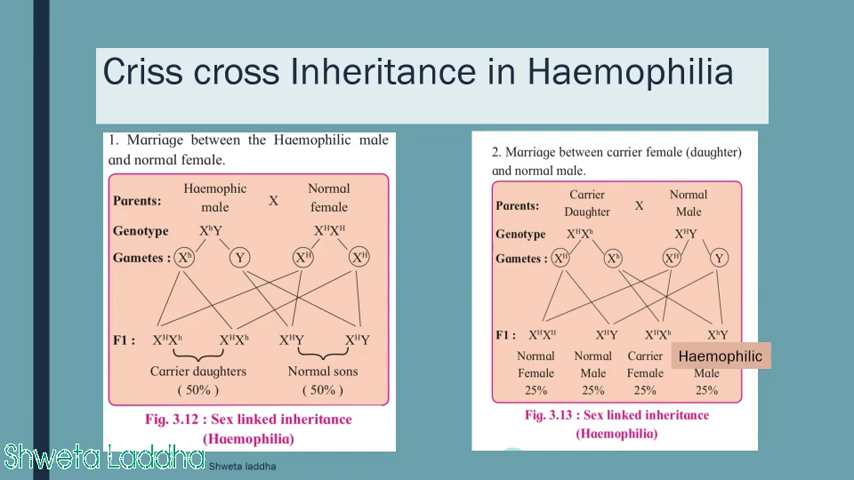 Criss cross Inheritance in Haemophilia
1. Marriage between the Haemophilic male
and normal female.
Parents: Haemophic male X Normal female
Genotype XʰY XᴴXᴴ
Gametes : Xʰ Y Xᴴ Xᴴ
F1 : XᴴXʰ XᴴXʰ XᴴY XᴴY
Carrier daughters Normal sons
( 50% ) ( 50% )
Fig. 3.12 : Sex linked inheritance
(Haemophilia)
2. Marriage between carrier female (daughter)
and normal male.
Parents: Carrier Daughter X Normal Male
Genotype XᴴXʰ XᴴY
Gametes : Xᴴ Xʰ Xᴴ Y
F1 : XᴴXᴴ XᴴY XᴴXʰ XʰY
Normal Normal Carrier Haemophilic
Female Male Female Male
25% 25% 25% 25%
Fig. 3.13 : Sex linked inheritance
(Haemophilia)
Shweta Laddha
Shweta laddha